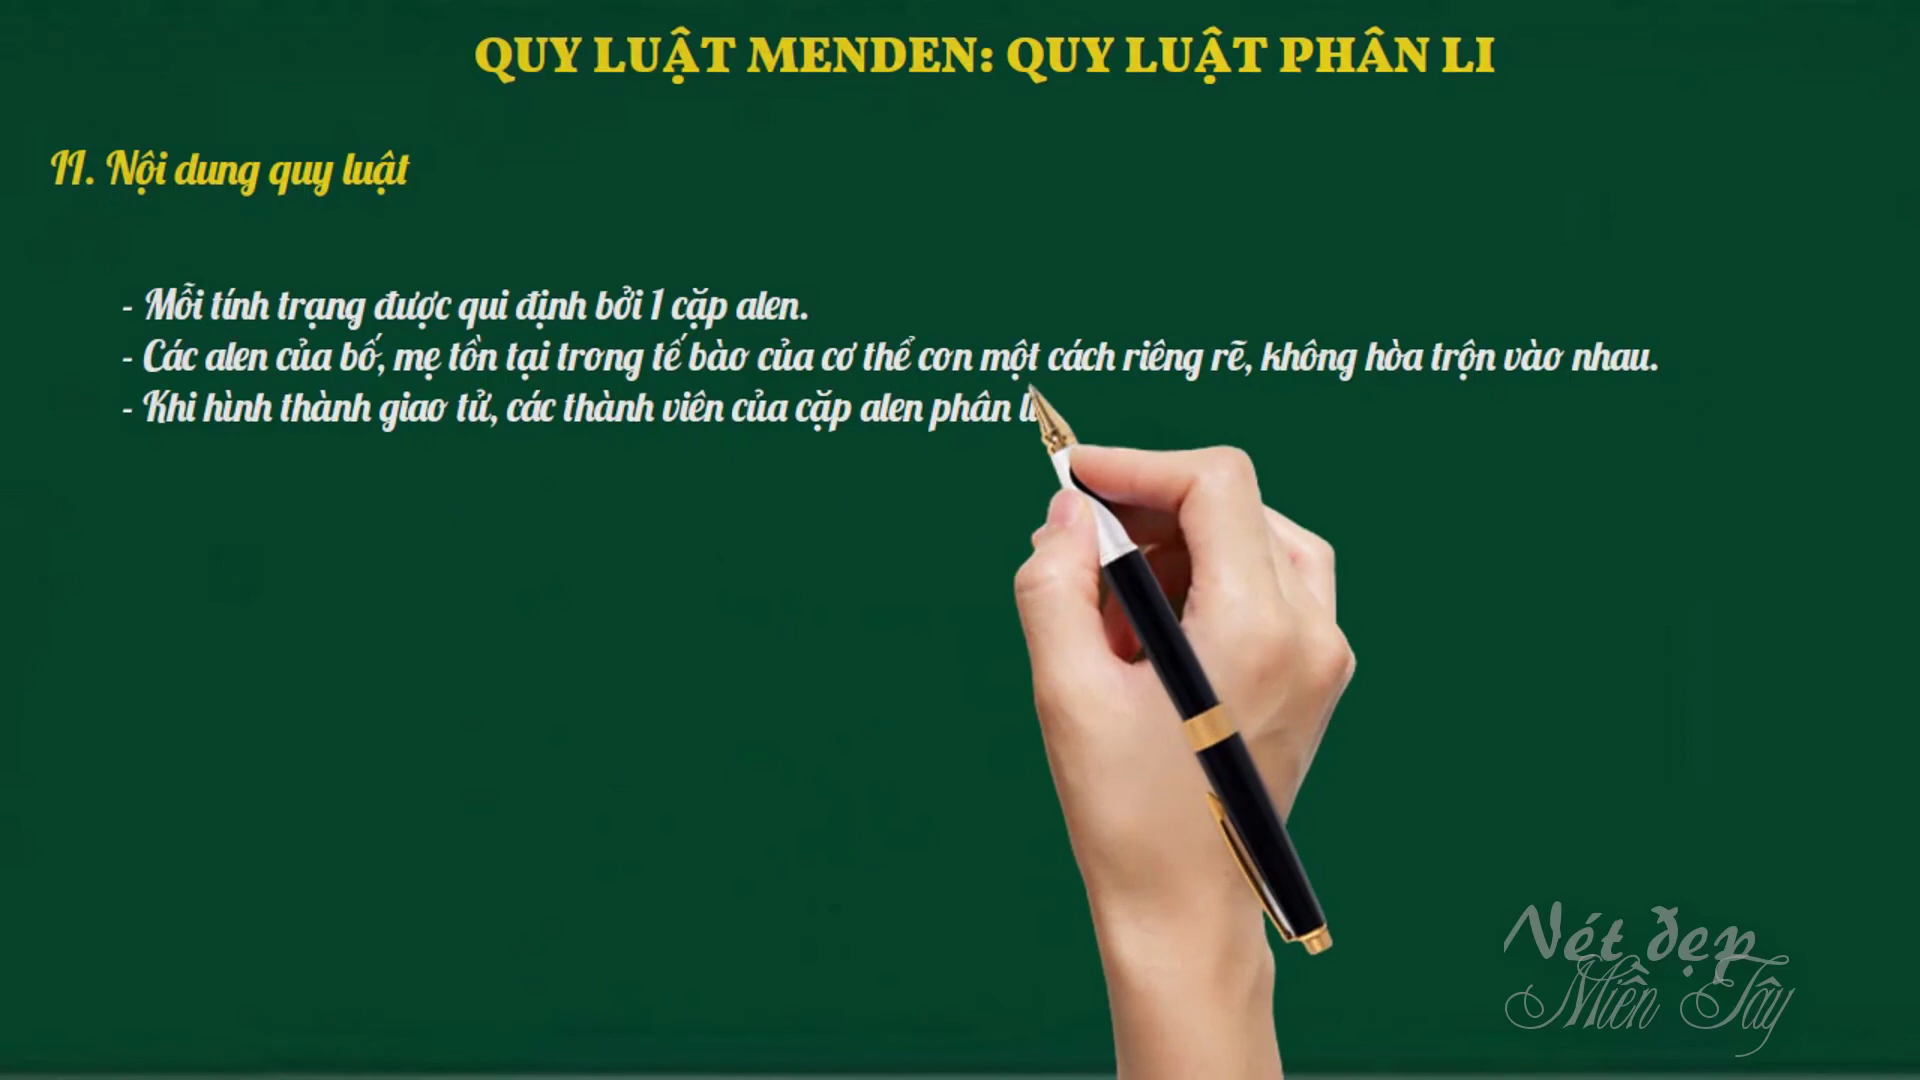 QUY LUẬT MENDEN: QUY LUẬT PHÂN LI
II. Nội dung quy luật
- Mỗi tính trạng được qui định bởi 1 cặp alen.
- Các alen của bố, mẹ tồn tại trong tế bào của cơ thể con một cách riêng rẽ, không hòa trộn vào nhau.
- Khi hình thành giao tử, các thành viên của cặp alen phân li
Nét đẹp
Miền Tây